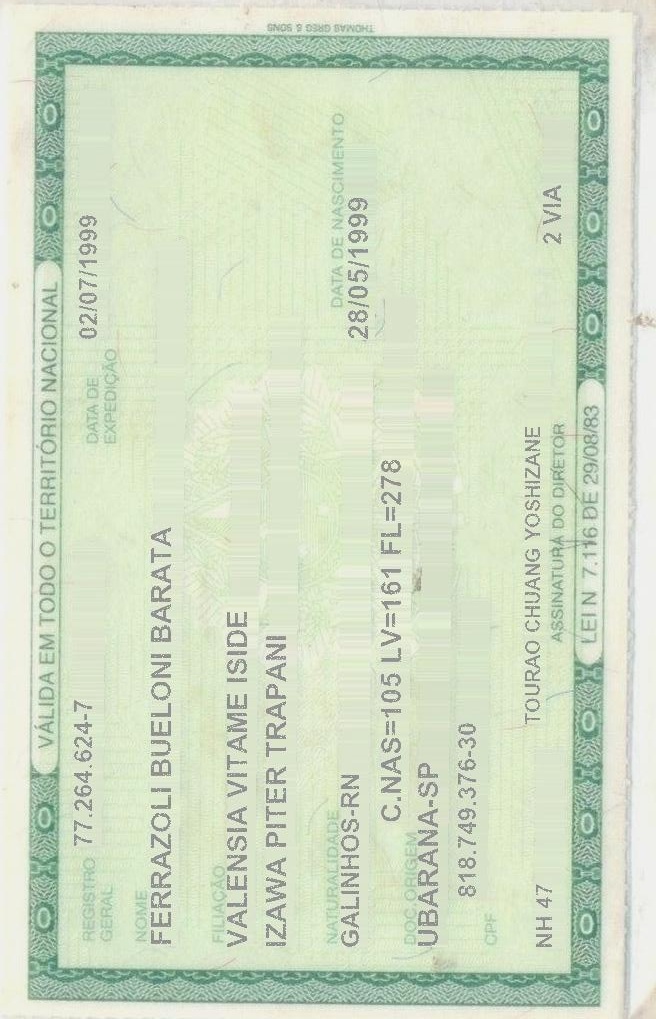 VÁLIDA EM TODO O TERRITÓRIO NACIONAL
REGISTRO GERAL 77.264.624-7 DATA DE EXPEDIÇÃO 02/07/1999
NOME
FERRAZOLI BUELONI BARATA
FILIAÇÃO
VALENSIA VITAME ISIDE
IZAWA PITER TRAPANI
NATURALIDADE DATA DE NASCIMENTO
GALINHOS-RN 28/05/1999
DOC ORIGEM C.NAS=105 LV=161 FL=278
UBARANA-SP
CPF 818.749.376-30
NH 47 TOURAO CHUANG YOSHIZANE 2 VIA
ASSINATURA DO DIRETOR
LEI N 7.116 DE 29/08/83
THOMAS GREG & SONS